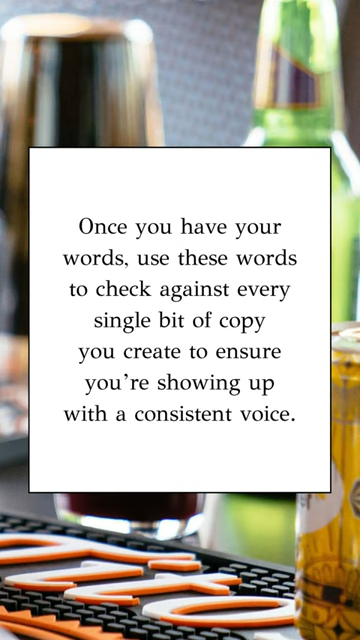 Once you have your
words, use these words
to check against every
single bit of copy
you create to ensure
you’re showing up
with a consistent voice.